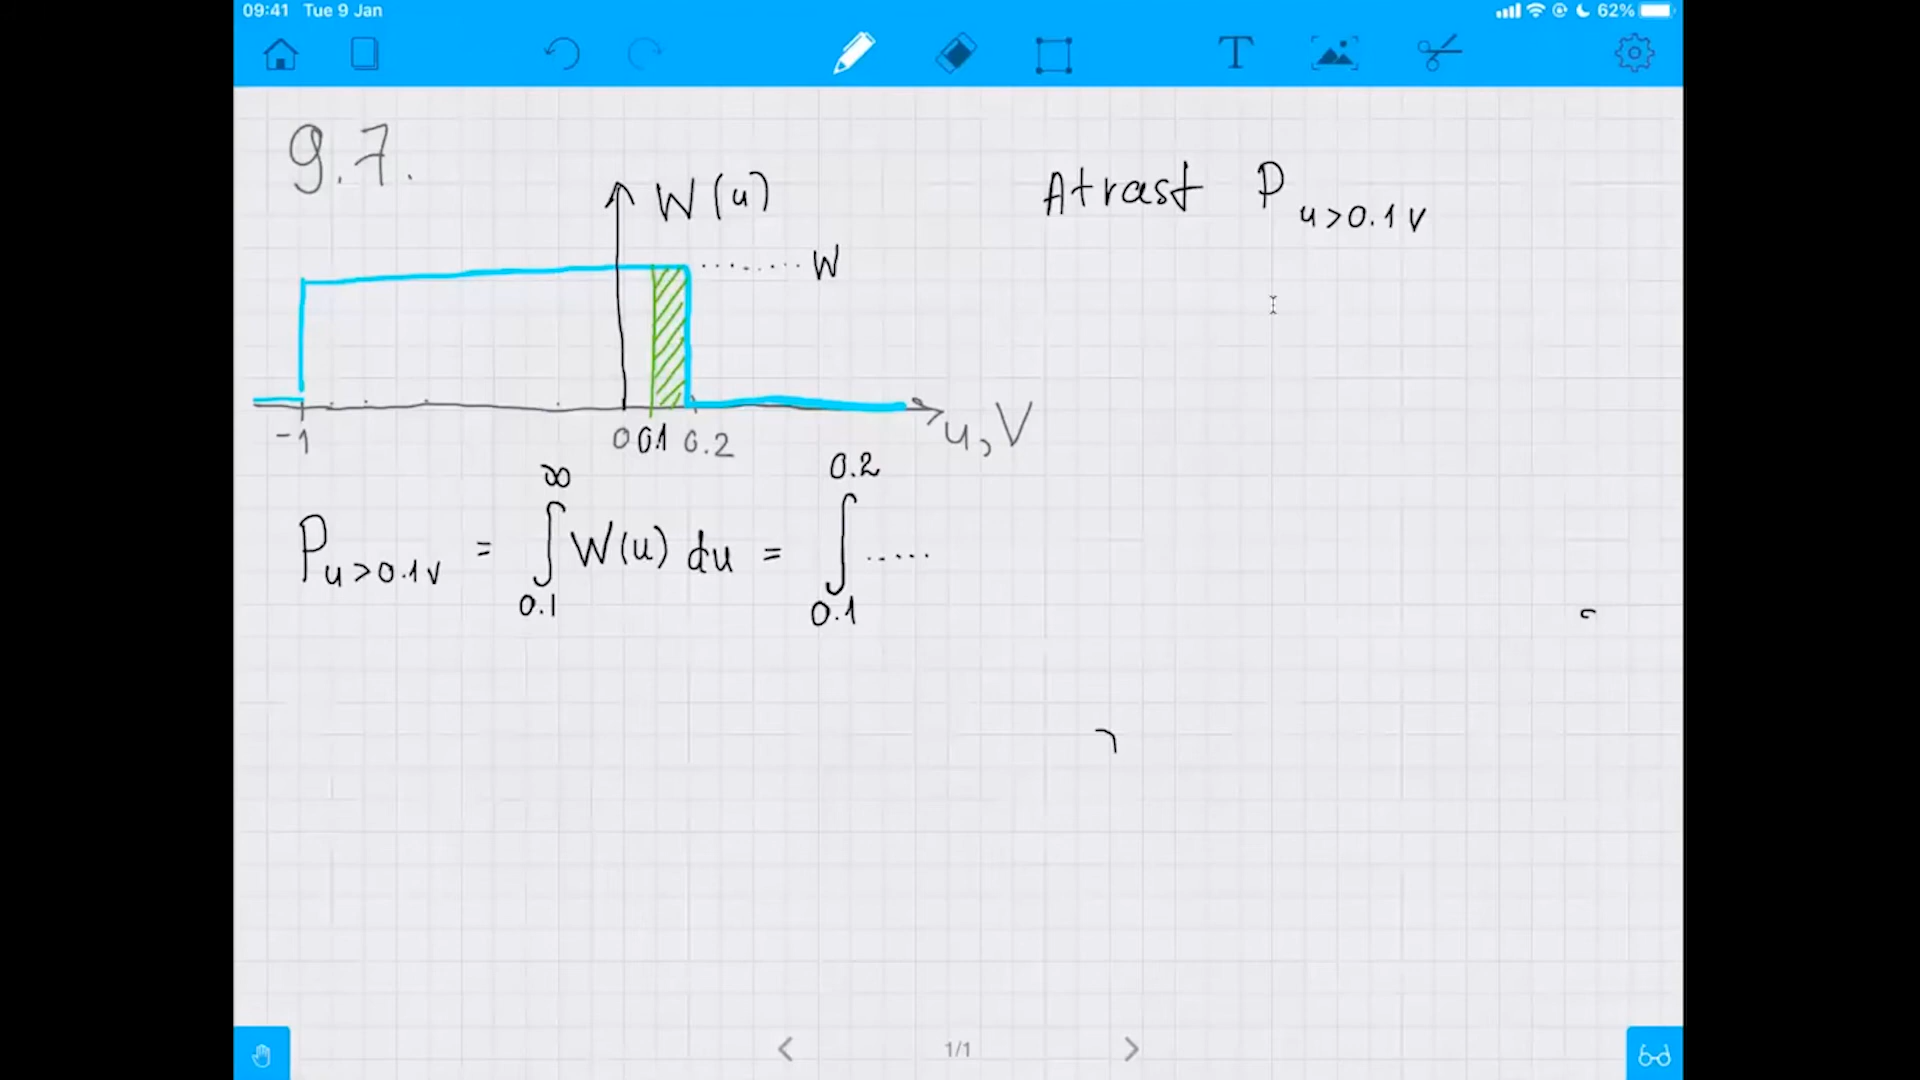 09:41 Tue 9 Jan 62%
T
9.7.
W(u)
Atrast P u>0.1V
W
-1 0 0.1 0.2 u, V
P u>0.1V = ∫ 0.1 ∞ W(u) du = ∫ 0.1 0.2 .....
1/1